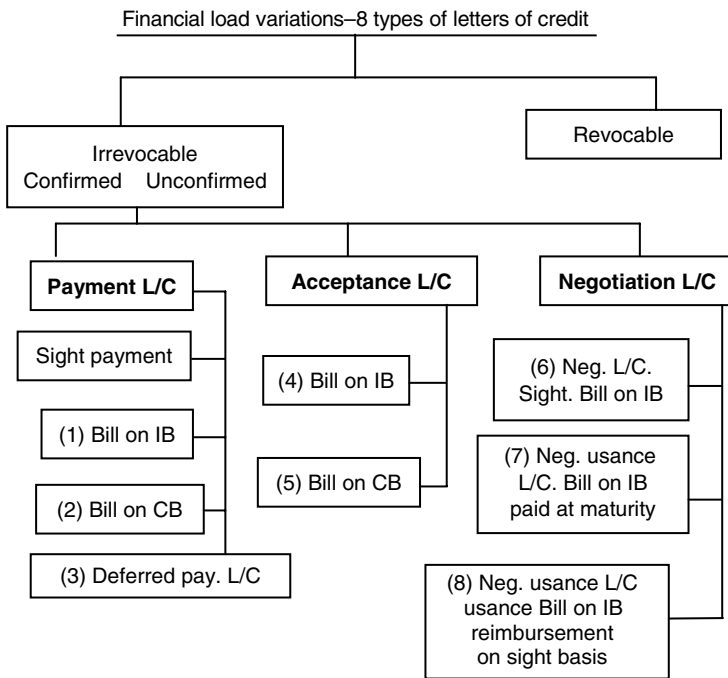 Financial load variations–8 types of letters of credit
Irrevocable
Confirmed Unconfirmed
Revocable
Payment L/C
Acceptance L/C
Negotiation L/C
Sight payment
(1) Bill on IB
(2) Bill on CB
(3) Deferred pay. L/C
(4) Bill on IB
(5) Bill on CB
(6) Neg. L/C.
Sight. Bill on IB
(7) Neg. usance
L/C. Bill on IB
paid at maturity
(8) Neg. usance L/C
usance Bill on IB
reimbursement
on sight basis